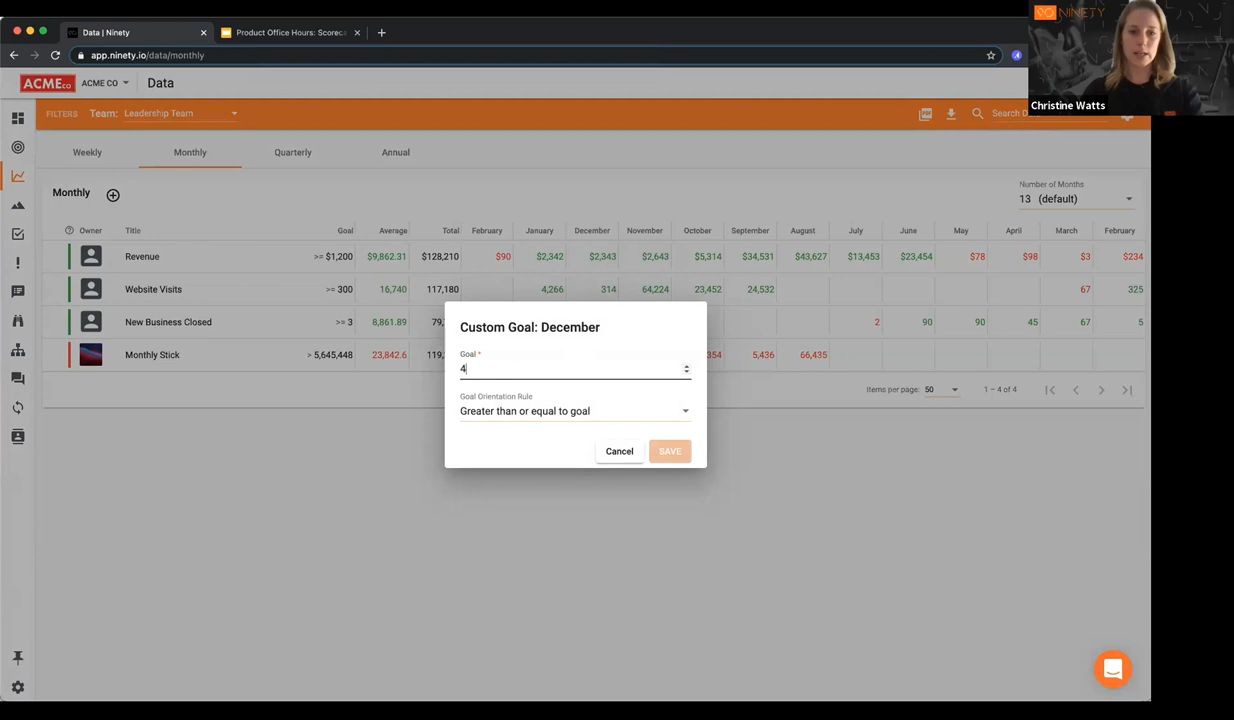 Data | Ninety
Product Office Hours: Scoreca
app.ninety.io/data/monthly
90 NINETY
Christine Watts
ACMEco ACME CO Data
FILTERS Team: Leadership Team
Weekly Monthly Quarterly Annual
Monthly
Number of Months
13 (default)
Owner Title Goal Average Total February January December November October September August July June May April March February
Revenue >= $1,200 $9,862.31 $128,210 $90 $2,342 $2,343 $2,643 $5,314 $34,531 $43,627 $13,453 $23,454 $78 $98 $3 $234
Website Visits >= 300 16,740 117,180 4,266 314 64,224 23,452 24,532 67 325
New Business Closed >= 3 8,861.89 79, 2 90 90 45 67 5
Monthly Stick > 5,645,448 23,842.6 119, 354 5,436 66,435
Items per page: 50 1 – 4 of 4
Custom Goal: December
Goal *
4
Goal Orientation Rule
Greater than or equal to goal
Cancel SAVE